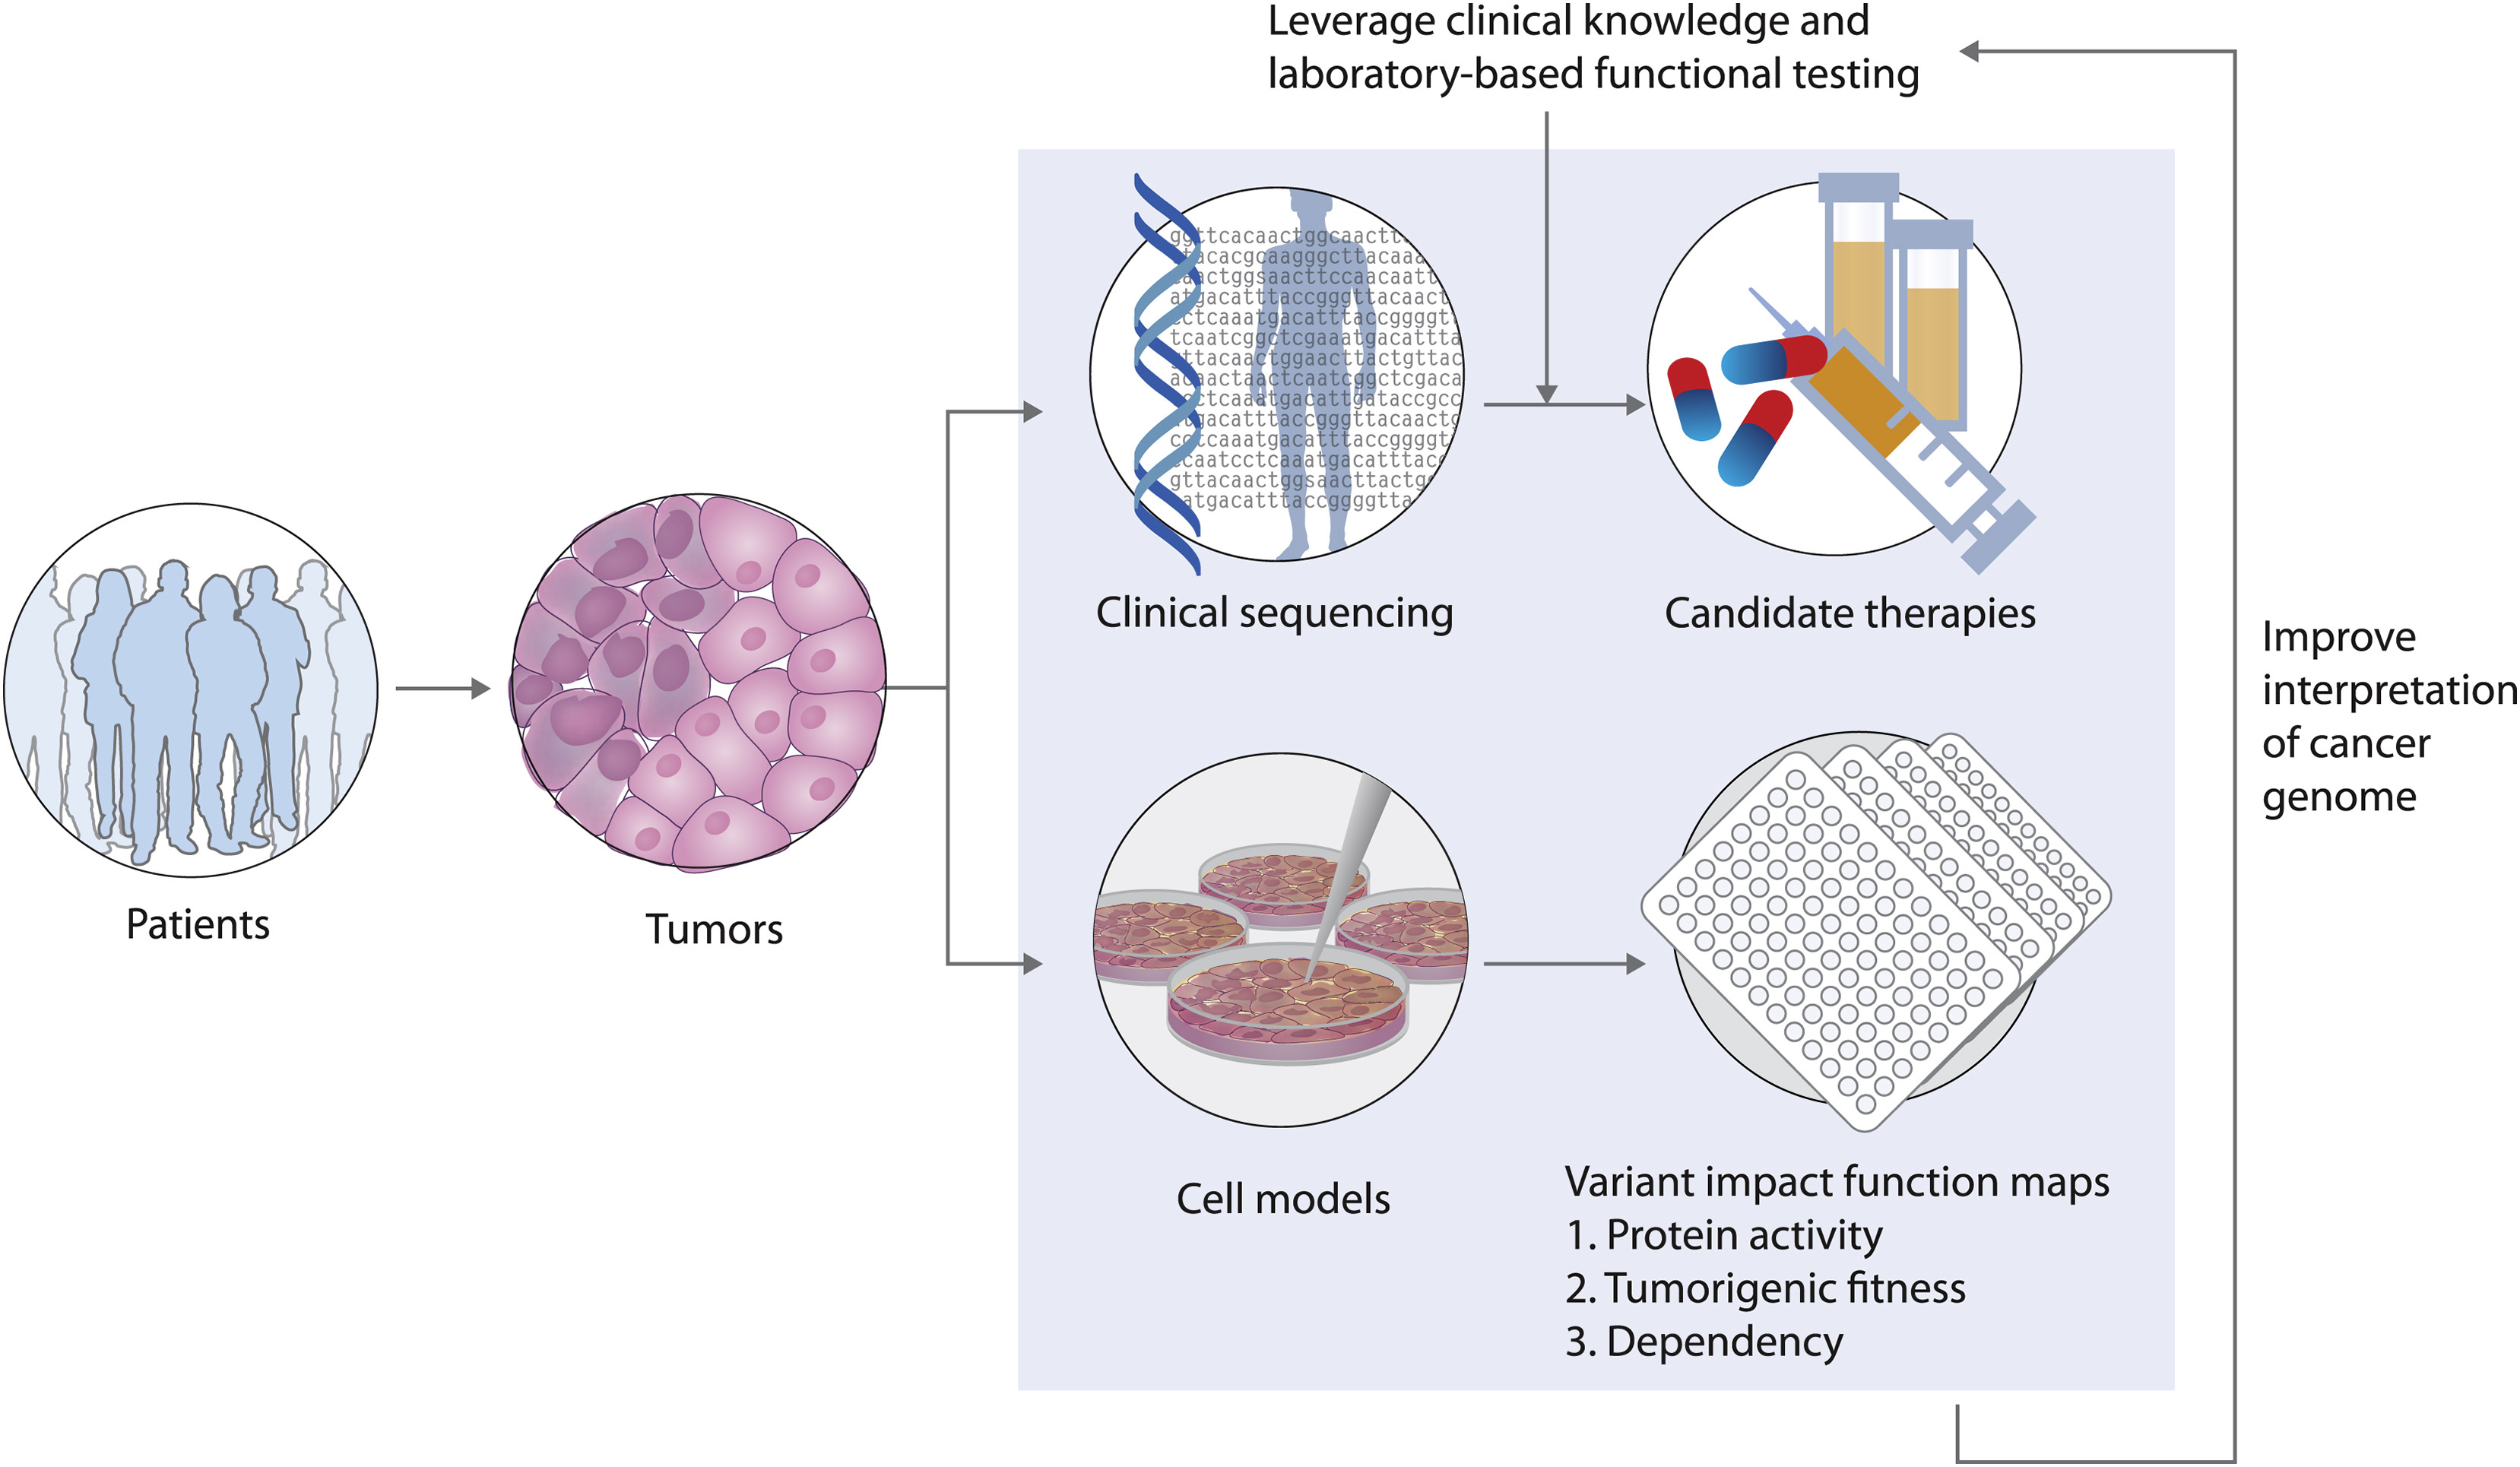 Leverage clinical knowledge and
laboratory-based functional testing
Clinical sequencing
Candidate therapies
Patients
Tumors
Improve
interpretation
of cancer
genome
Cell models
Variant impact function maps
1. Protein activity
2. Tumorigenic fitness
3. Dependency